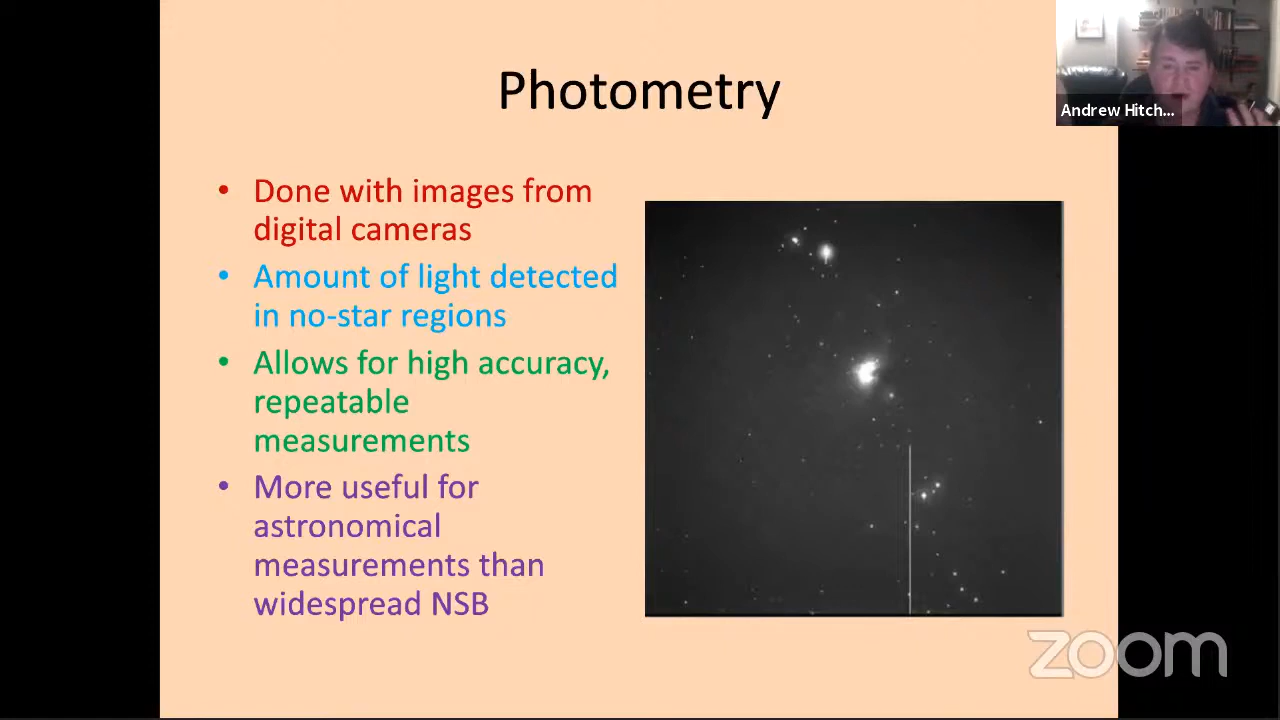 Photometry
Andrew Hitch...
• Done with images from
digital cameras
• Amount of light detected
in no-star regions
• Allows for high accuracy,
repeatable
measurements
• More useful for
astronomical
measurements than
widespread NSB
zoom